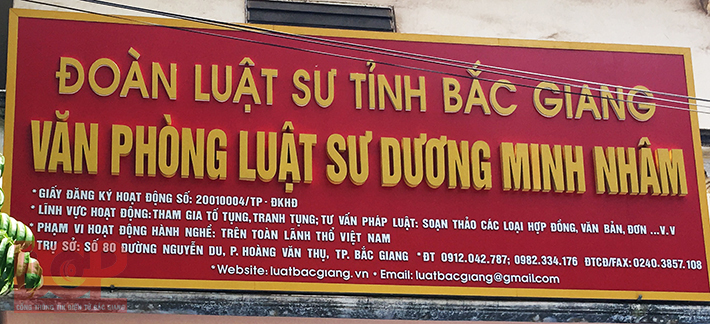 ĐOÀN LUẬT SƯ TỈNH BẮC GIANG
VĂN PHÒNG LUẬT SƯ DƯƠNG MINH NHÂM
* GIẤY ĐĂNG KÝ HOẠT ĐỘNG SỐ: 20010004/TP - ĐKHĐ
* LĨNH VỰC HOẠT ĐỘNG: THAM GIA TỐ TỤNG, TRANH TỤNG; TƯ VẤN PHÁP LUẬT: SOẠN THẢO CÁC LOẠI HỢP ĐỒNG, VĂN BẢN, ĐƠN ...V.V
* PHẠM VI HOẠT ĐỘNG HÀNH NGHỀ: TRÊN TOÀN LÃNH THỔ VIỆT NAM
TRỤ SỞ: SỐ 80 ĐƯỜNG NGUYỄN DU, P. HOÀNG VĂN THỤ, TP. BẮC GIANG *ĐT 0912.042.787; 0982.334.176 ĐTCĐ/FAX: 0240.3857.108
*Website: luatbacgiang.vn • Email: luatbacgiang@gmail.com